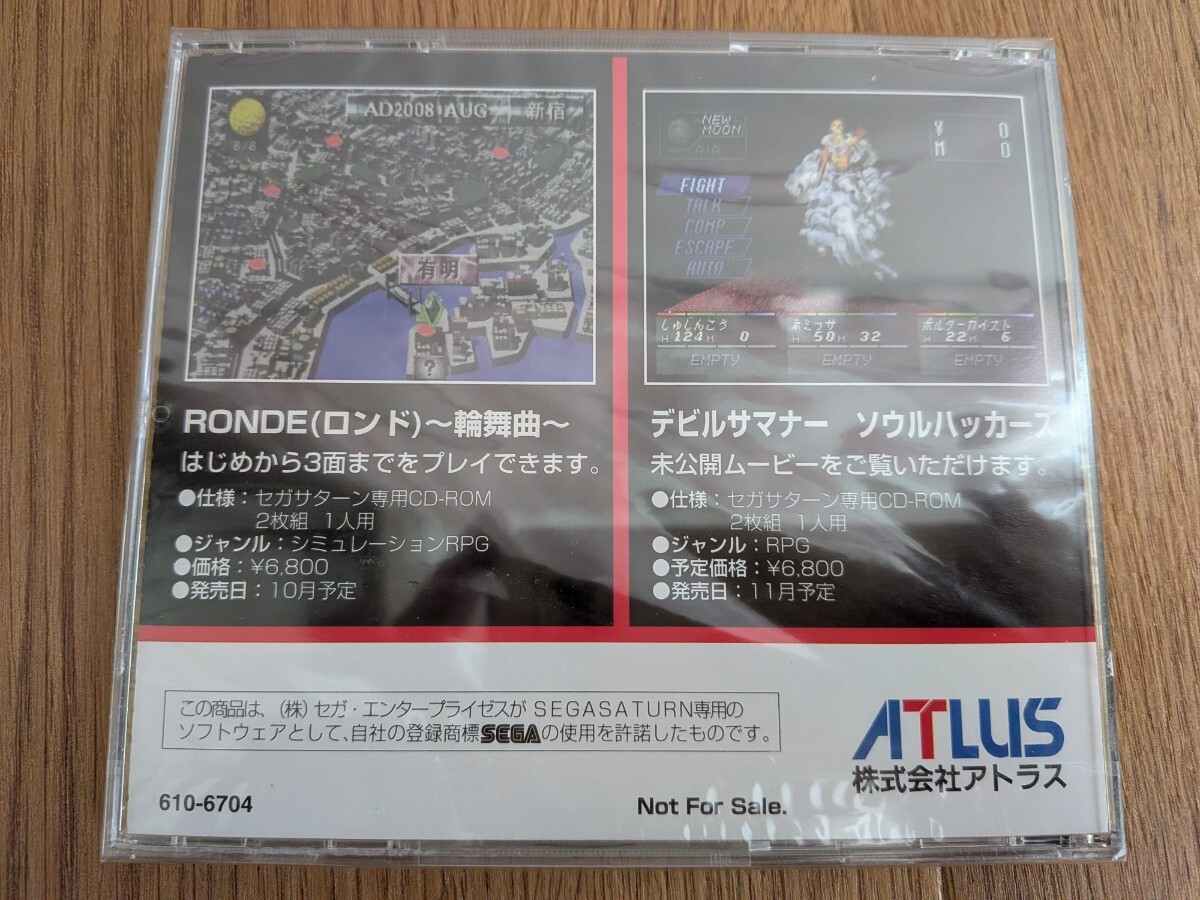 AD2008 AUG 新宿
8/8
有明
?
NEW MOON
FIGHT
TALK
COMP
ESCAPE
AUTO
¥ 0
M 0
しゅじんこう
H 124 M 0
EMPTY
ネミッサ
H 58 M 32
EMPTY
ポルターガイスト
H 22 M 6
EMPTY
RONDE(ロンド)〜輪舞曲〜
はじめから3面までをプレイできます。
●仕様：セガサターン専用CD-ROM
2枚組 1人用
●ジャンル：シミュレーションRPG
●価格：¥6,800
●発売日：10月予定
デビルサマナー ソウルハッカーズ
未公開ムービーをご覧いただけます。
●仕様：セガサターン専用CD-ROM
2枚組 1人用
●ジャンル：RPG
●予定価格：¥6,800
●発売日：11月予定
この商品は、(株)セガ・エンタープライゼスがSEGASATURN専用の
ソフトウェアとして、自社の登録商標SEGAの使用を許諾したものです。
ATLUS
株式会社アトラス
610-6704
Not For Sale.